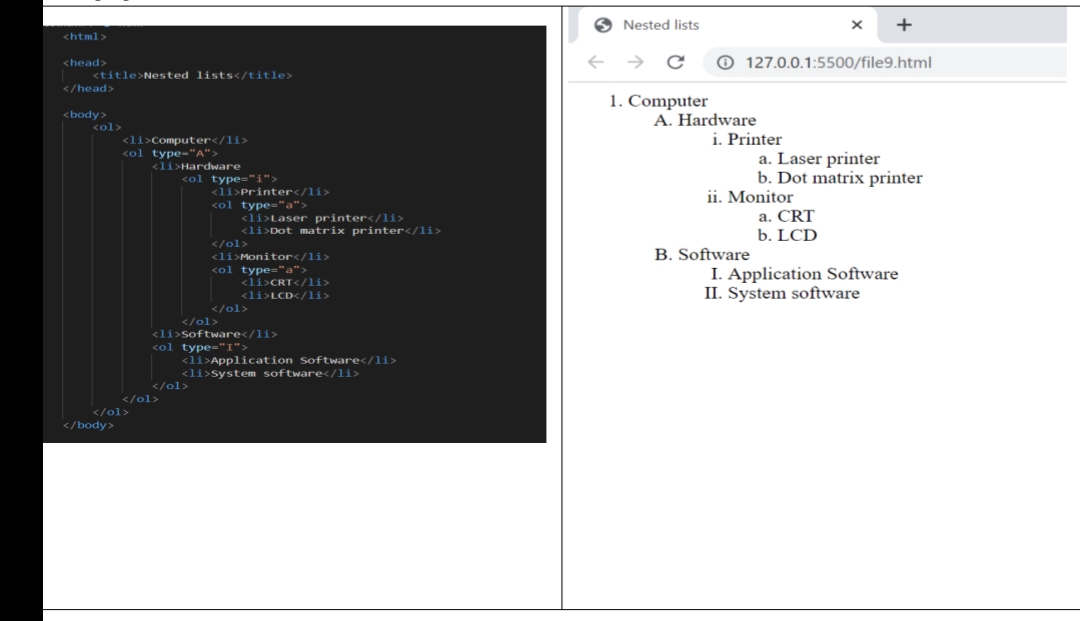 <html>
<head>
<title>Nested lists</title>
</head>
<body>
<ol>
<li>Computer</li>
<ol type="A">
<li>Hardware
<ol type="i">
<li>Printer</li>
<ol type="a">
<li>Laser printer</li>
<li>Dot matrix printer</li>
</ol>
<li>Monitor</li>
<ol type="a">
<li>CRT</li>
<li>LCD</li>
</ol>
</ol>
<li>Software</li>
<ol type="I">
<li>Application Software</li>
<li>System software</li>
</ol>
</ol>
</ol>
</body>
Nested lists
127.0.0.1:5500/file9.html
1. Computer
A. Hardware
i. Printer
a. Laser printer
b. Dot matrix printer
ii. Monitor
a. CRT
b. LCD
B. Software
I. Application Software
II. System software